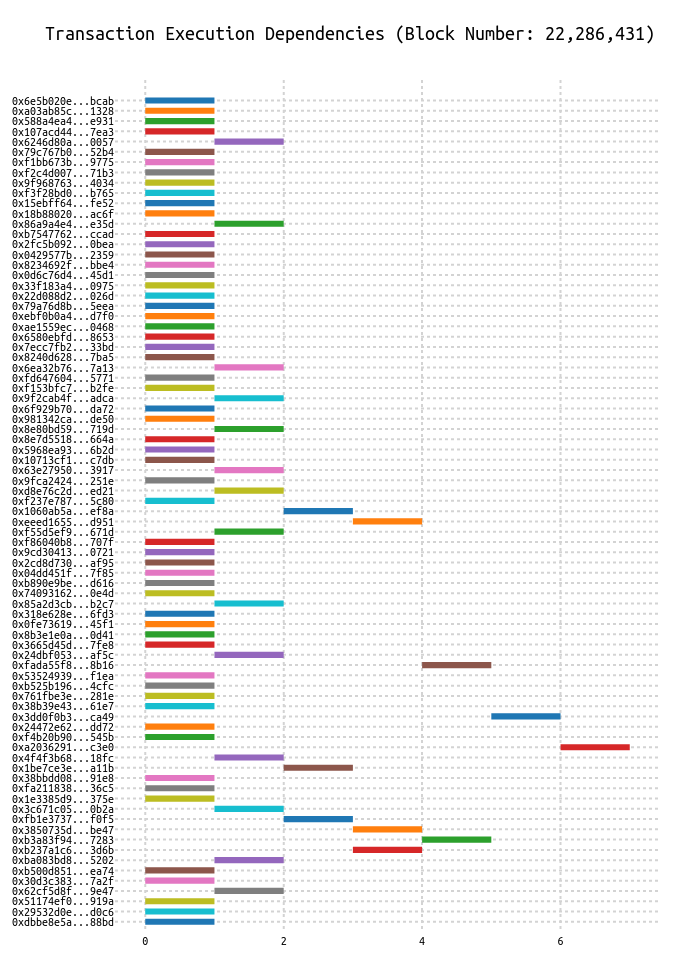 Transaction Execution Dependencies (Block Number: 22,286,431)
0x6e5b020e...bcab
0xa03ab85c...1328
0x588a4ea4...e931
0x107acd44...7ea3
0x6246d80a...0057
0x79c767b0...52b4
0xf1bb673b...9775
0xf2c4d007...71b3
0x9f968763...4034
0xf3f28bd0...b765
0x15ebff64...fe52
0x18b88020...ac6f
0x86a9a4e4...e35d
0xb7547762...ccad
0x2fc5b092...0bea
0x0429577b...2359
0x8234692f...bbe4
0x0d6c76d4...45d1
0x33f183a4...0975
0x22d088d2...026d
0x79a76d8b...5eea
0xebf0b0a4...d7f0
0xae1559ec...0468
0x6580ebfd...8653
0x7ecc7fb2...33bd
0x8240d628...7ba5
0x6ea32b76...7a13
0xfd647604...5771
0xf153bfc7...b2fe
0x9f2cab4f...adca
0x6f929b70...da72
0x981342ca...de50
0x8e80bd59...719d
0x8e7d5518...664a
0x5968ea93...6b2d
0x10713cf1...c7db
0x63e27950...3917
0x9fca2424...251e
0xd8e76c2d...ed21
0xf237e787...5c80
0x1060ab5a...ef8a
0xeeed1655...d951
0xf55d5ef9...671d
0xf86040b8...707f
0x9cd30413...0721
0x2cd8d730...af95
0x04dd451f...7f85
0xb890e9be...d616
0x74093162...0e4d
0x85a2d3cb...b2c7
0x318e628e...6fd3
0x0fe73619...45f1
0x8b3e1e0a...0d41
0x3665d45d...7fe8
0x24dbf053...af5c
0xfada55f8...8b16
0x53524939...f1ea
0xb525b196...4cfc
0x761fbe3e...281e
0x38b39e43...61e7
0x3dd0f0b3...ca49
0x24472e62...dd72
0xf4b20b90...545b
0xa2036291...c3e0
0x4f4f3b68...18fc
0x1be7ce3e...a11b
0x38bbdd08...91e8
0xfa211838...36c5
0x1e3385d9...375e
0x3c671c05...0b2a
0xfb1e3737...f0f5
0x3850735d...be47
0xb3a83f94...7283
0xb237a1c6...3d6b
0xba083bd8...5202
0xb500d851...ea74
0x30d3c383...7a2f
0x62cf5d8f...9e47
0x51174ef0...919a
0x29532d0e...d0c6
0xdbbe8e5a...88bd
0 2 4 6